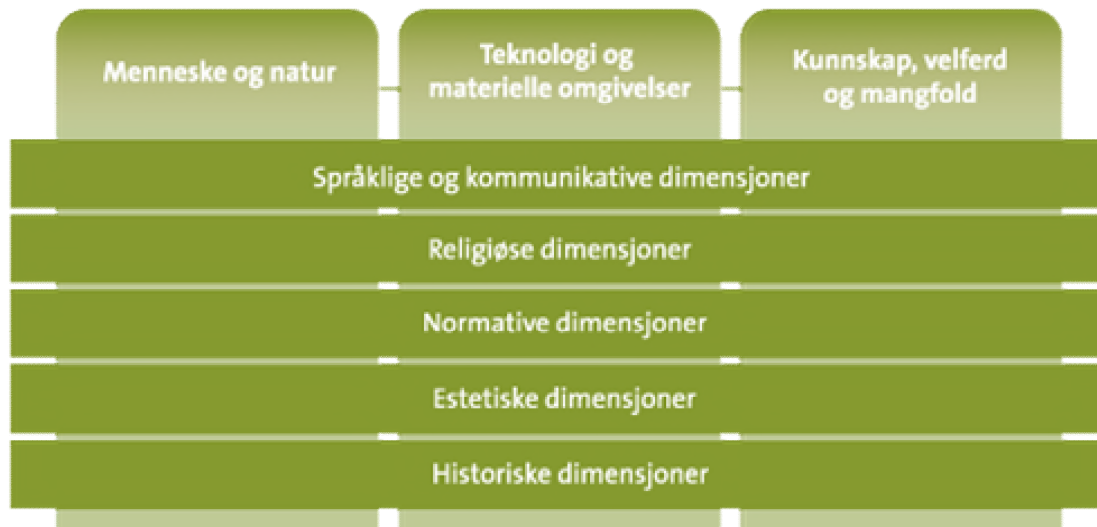 Menneske og natur
Teknologi og
materielle omgivelser
Kunnskap, velferd
og mangfold
Språklige og kommunikative dimensjoner
Religiøse dimensjoner
Normative dimensjoner
Estetiske dimensjoner
Historiske dimensjoner